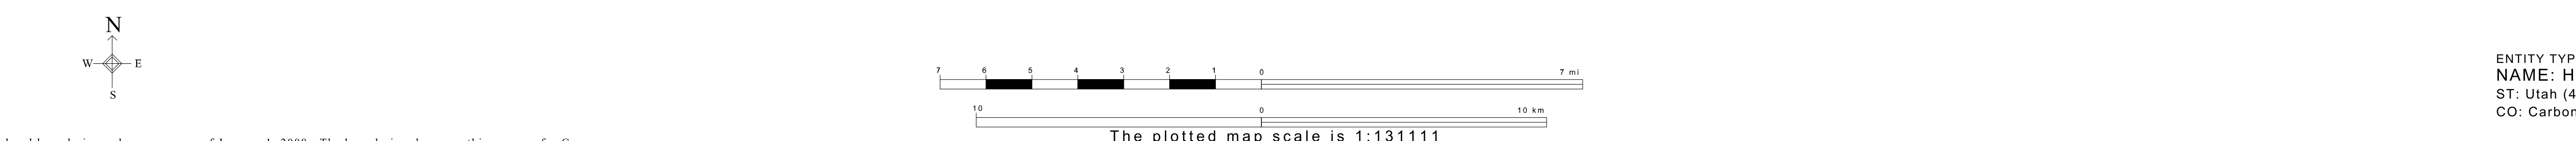 N
W E
S
7 6 5 4 3 2 1 0 7 mi
10 0 10 km
The plotted map scale is 1:131111
ENTITY TYP
NAME: H
ST: Utah (4
CO: Carbon